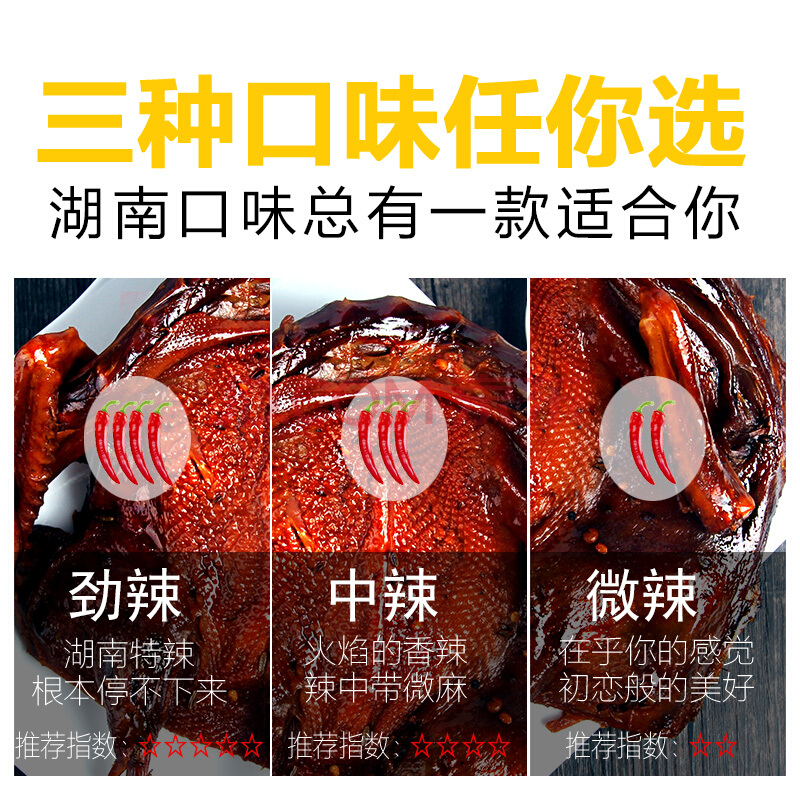 三种口味任你选
湖南口味总有一款适合你
劲辣
湖南特辣
根本停不下来
推荐指数：☆☆☆☆☆
中辣
火焰的香辣
辣中带微麻
推荐指数：☆☆☆☆
微辣
在乎你的感觉
初恋般的美好
推荐指数：☆☆